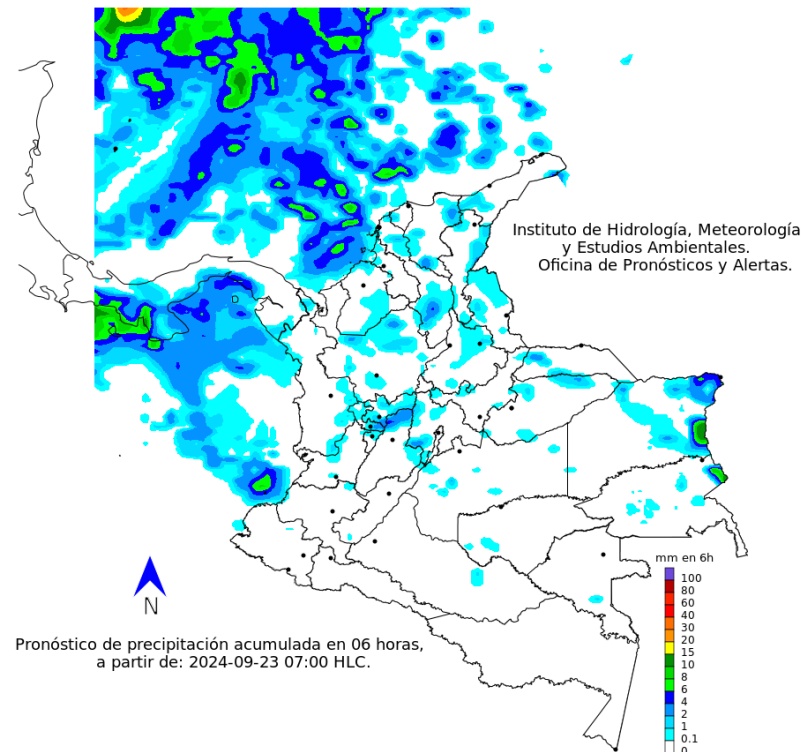 Instituto de Hidrología, Meteorología
y Estudios Ambientales.
Oficina de Pronósticos y Alertas.
N
Pronóstico de precipitación acumulada en 06 horas,
a partir de: 2024-09-23 07:00 HLC.
mm en 6h
100
80
60
40
30
20
15
10
8
6
4
2
1
0.1
0